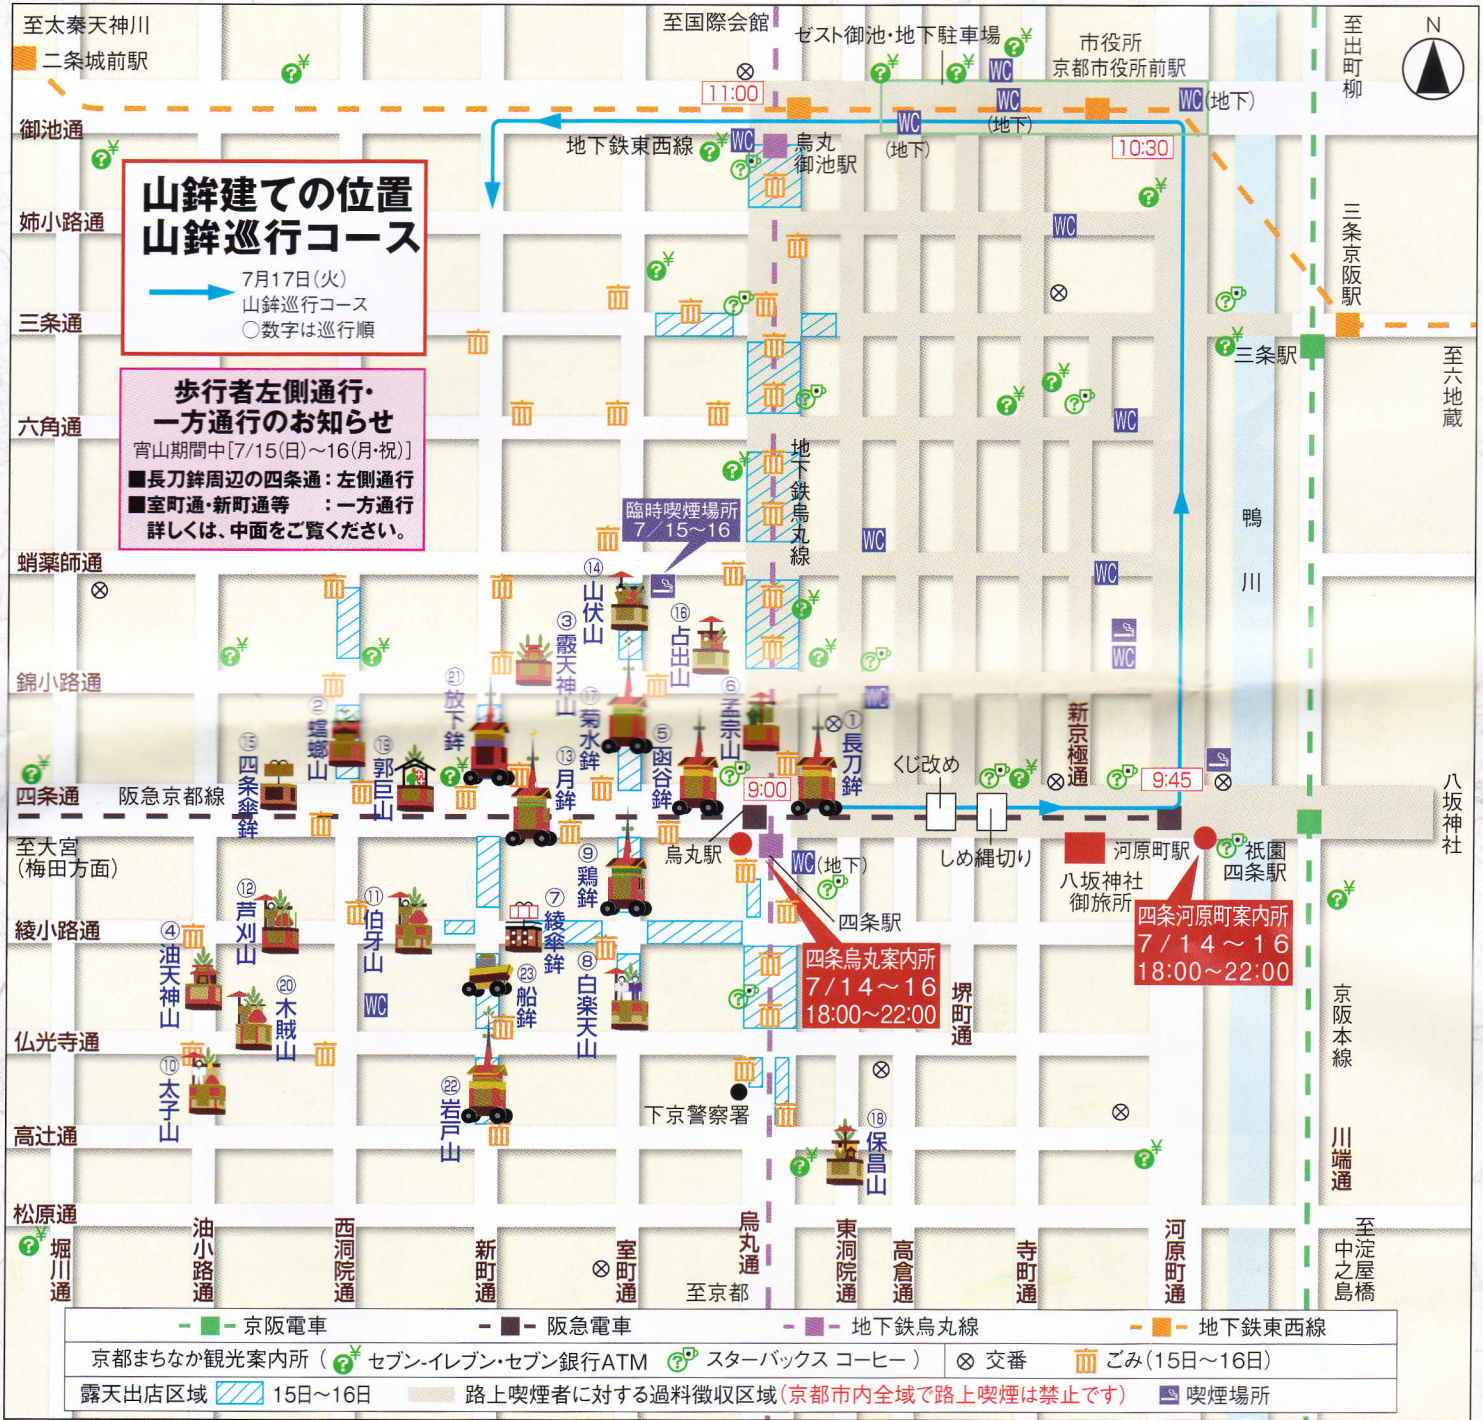 至太秦天神川
二条城前駅
至国際会館
ゼスト御池・地下駐車場
市役所
京都市役所前駅
至出町柳
N
WC
11:00
WC
WC
(地下)
御池通
WC
(地下)
(地下)
地下鉄東西線
WC
烏丸
御池駅
10:30
山鉾建ての位置
山鉾巡行コース
7月17日(火)
山鉾巡行コース
○数字は巡行順
姉小路通
WC
三条京阪駅
三条通
三条駅
至六地蔵
歩行者左側通行・
一方通行のお知らせ
宵山期間中[7/15(日)～16(月・祝)]
■長刀鉾周辺の四条通：左側通行
■室町通・新町通等　：一方通行
詳しくは、中面をご覧ください。
六角通
WC
地下鉄烏丸線
臨時喫煙場所
7／15～16
WC
鴨川
蛸薬師通
WC
⑭山伏山
③霰天神山
⑯占出山
WC
錦小路通
WC
②蟷螂山
㉑放下鉾
⑰菊水鉾
⑥孟宗山
①長刀鉾
新京極通
⑮四条傘鉾
⑲郭巨山
⑬月鉾
⑤函谷鉾
くじ改め
9:45
9:00
四条通
阪急京都線
八坂神社
至大宮
(梅田方面)
烏丸駅
WC
(地下)
しめ縄切り
河原町駅
八坂神社
御旅所
祇園
四条駅
⑨鶏鉾
⑫芦刈山
⑪伯牙山
⑦綾傘鉾
四条駅
四条河原町案内所
7/14～16
18:00～22:00
綾小路通
④油天神山
四条烏丸案内所
7/14～16
18:00～22:00
⑧白楽天山
㉓船鉾
⑳木賊山
WC
堺町通
京阪本線
仏光寺通
⑩太子山
㉒岩戸山
下京警察署
高辻通
⑱保昌山
川端通
松原通
堀川通
油小路通
西洞院通
新町通
室町通
烏丸通
東洞院通
高倉通
寺町通
河原町通
至淀屋橋
中之島
至京都
京阪電車
阪急電車
地下鉄烏丸線
地下鉄東西線
京都まちなか観光案内所（
セブン-イレブン・セブン銀行ATM
スターバックス コーヒー）
交番
ごみ(15日～16日)
露天出店区域
15日～16日
路上喫煙者に対する過料徴収区域(京都市内全域で路上喫煙は禁止です)
喫煙場所